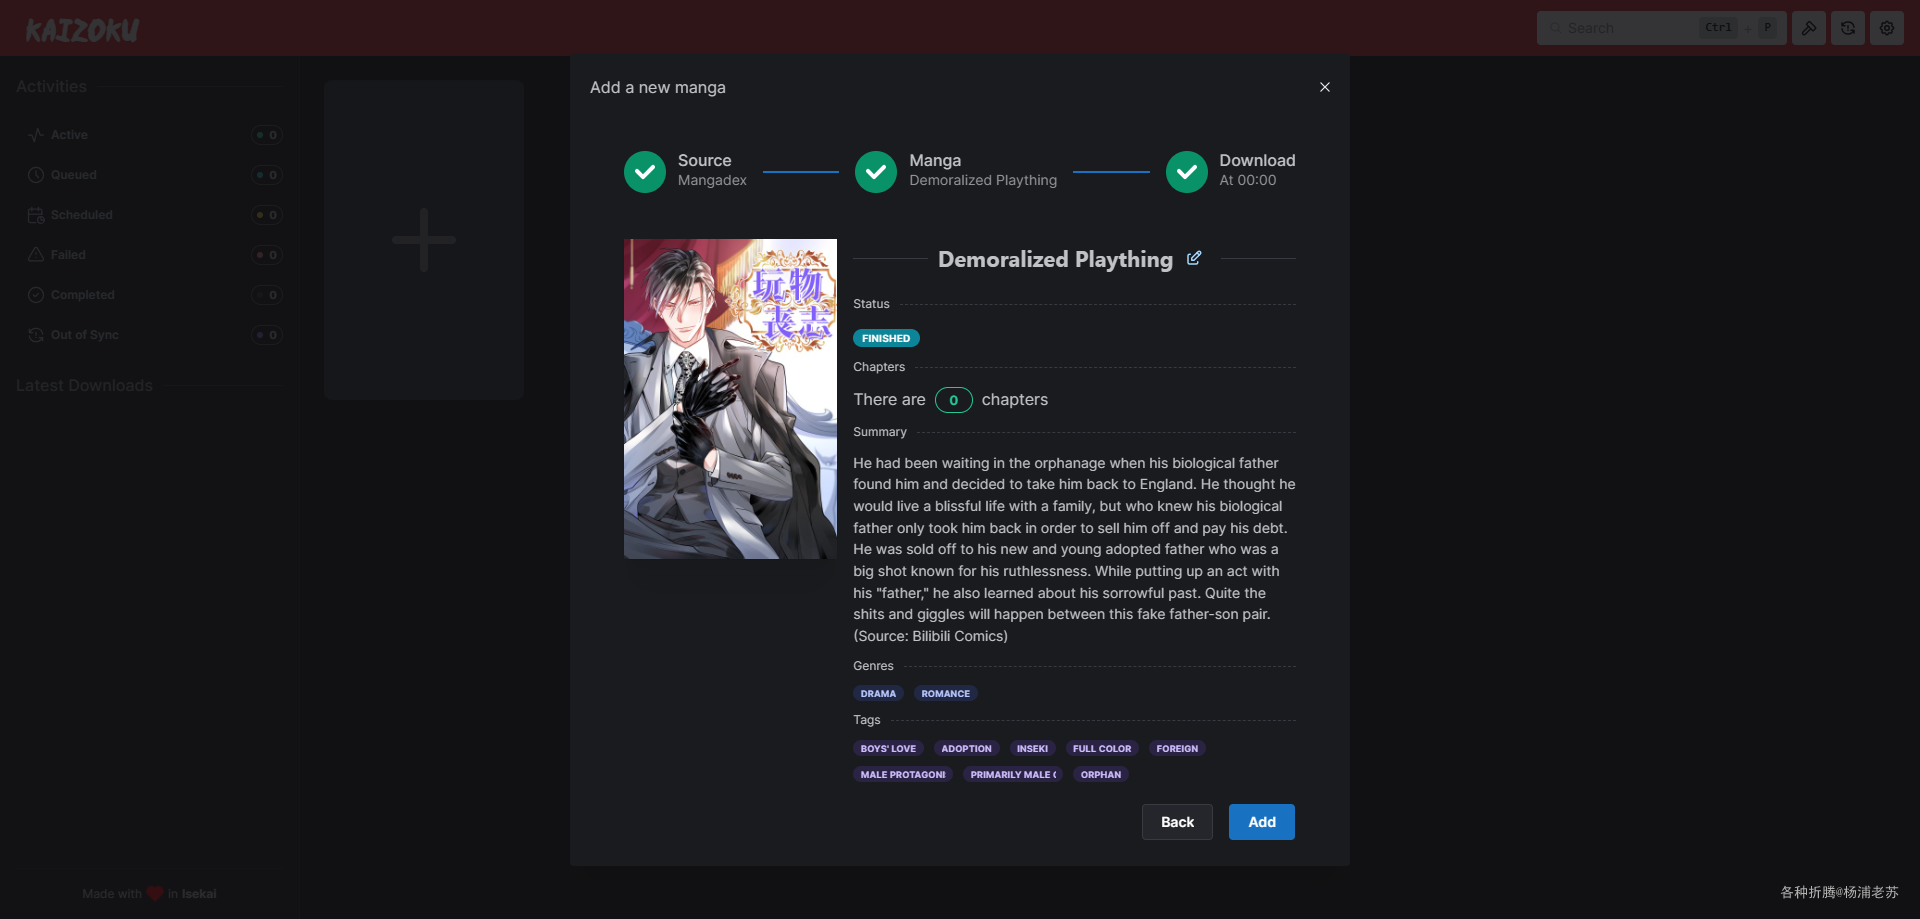 KAIZOKU
Search
Ctrl + P
Activities
Active 0
Queued 0
Scheduled 0
Failed 0
Completed 0
Out of Sync 0
Latest Downloads
Made with in Isekai
Add a new manga
Source
Mangadex
Manga
Demoralized Plaything
Download
At 00:00
玩物
丧志
Demoralized Plaything
Status
FINISHED
Chapters
There are 0 chapters
Summary
He had been waiting in the orphanage when his biological father
found him and decided to take him back to England. He thought he
would live a blissful life with a family, but who knew his biological
father only took him back in order to sell him off and pay his debt.
He was sold off to his new and young adopted father who was a
big shot known for his ruthlessness. While putting up an act with
his "father," he also learned about his sorrowful past. Quite the
shits and giggles will happen between this fake father-son pair.
(Source: Bilibili Comics)
Genres
DRAMA ROMANCE
Tags
BOYS' LOVE ADOPTION INSEKI FULL COLOR FOREIGN
MALE PROTAGONI PRIMARILY MALE C ORPHAN
Back Add
各种折腾@杨浦老苏